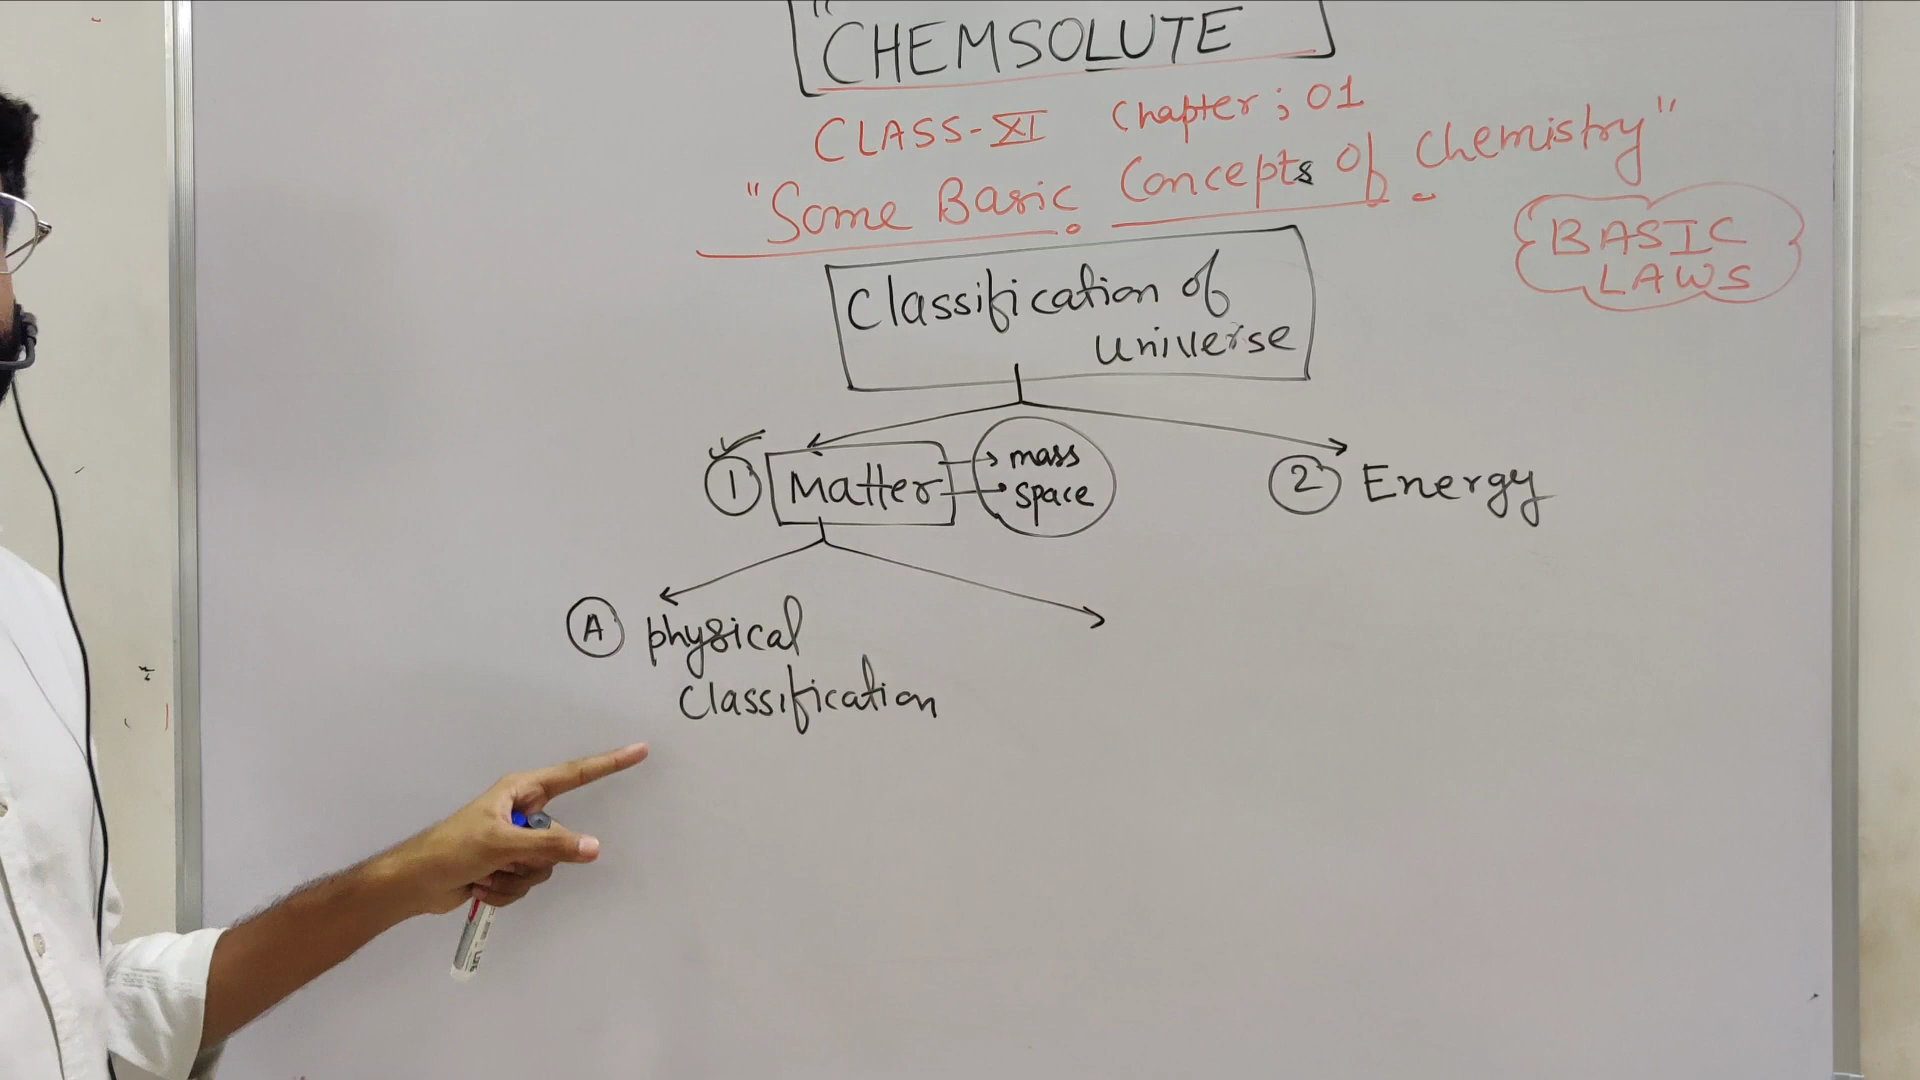 "CHEMSOLUTE
CLASS-XI Chapter ; 01
"Some Basic Concepts Of Chemistry"
BASIC
LAWS
Classification of
universe
1 Matter → mass
→ space
2 Energy
A physical
Classification